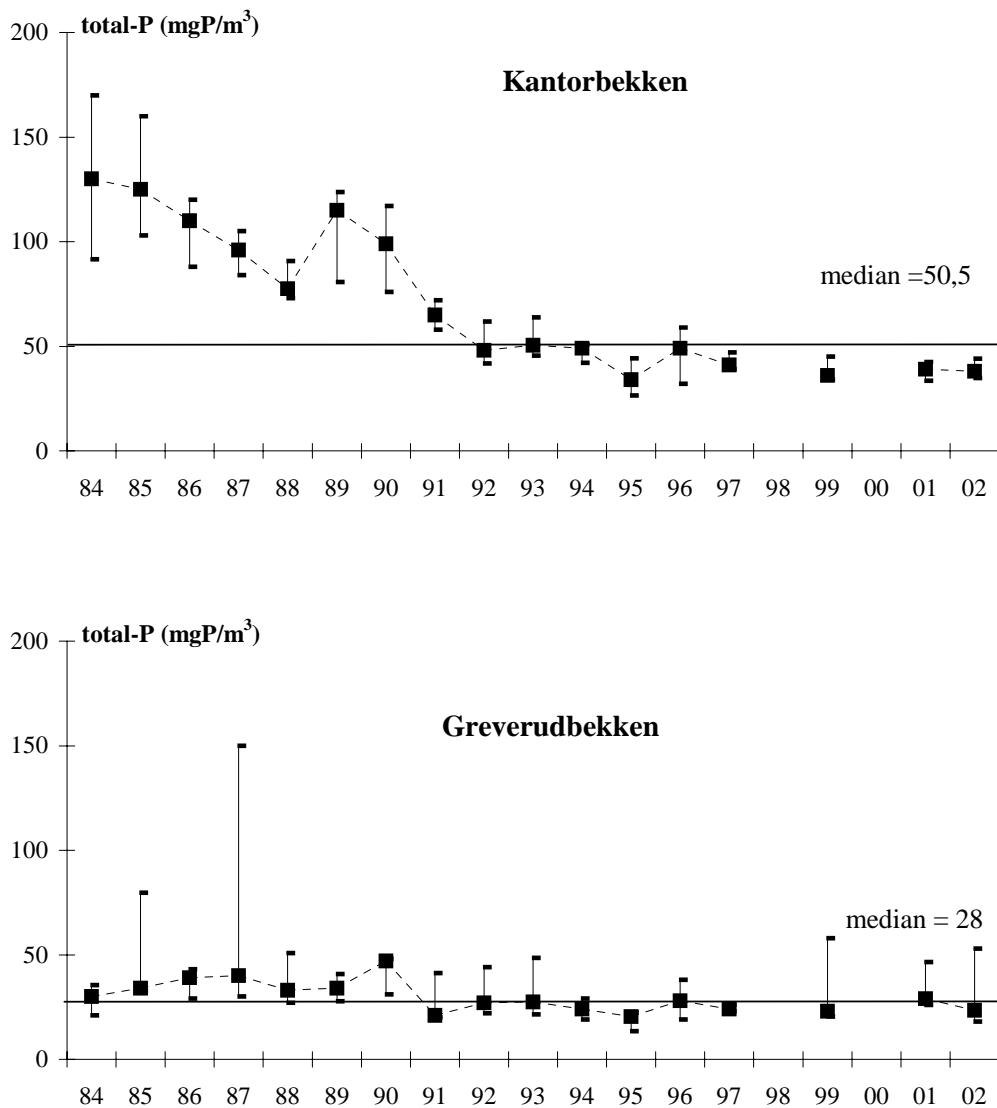 total-P (mgP/m³)
Kantorbekken
200
150
100
50
0
median =50,5
84 85 86 87 88 89 90 91 92 93 94 95 96 97 98 99 00 01 02
total-P (mgP/m³)
Greverudbekken
200
150
100
50
0
median = 28
84 85 86 87 88 89 90 91 92 93 94 95 96 97 98 99 00 01 02